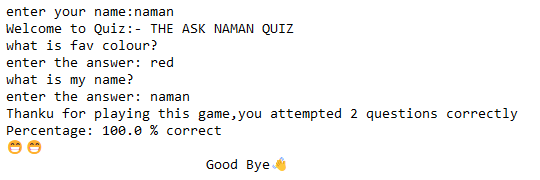 enter your name:naman
Welcome to Quiz:- THE ASK NAMAN QUIZ
what is fav colour?
enter the answer: red
what is my name?
enter the answer: naman
Thanku for playing this game,you attempted 2 questions correctly
Percentage: 100.0 % correct
😁😁
Good Bye👋